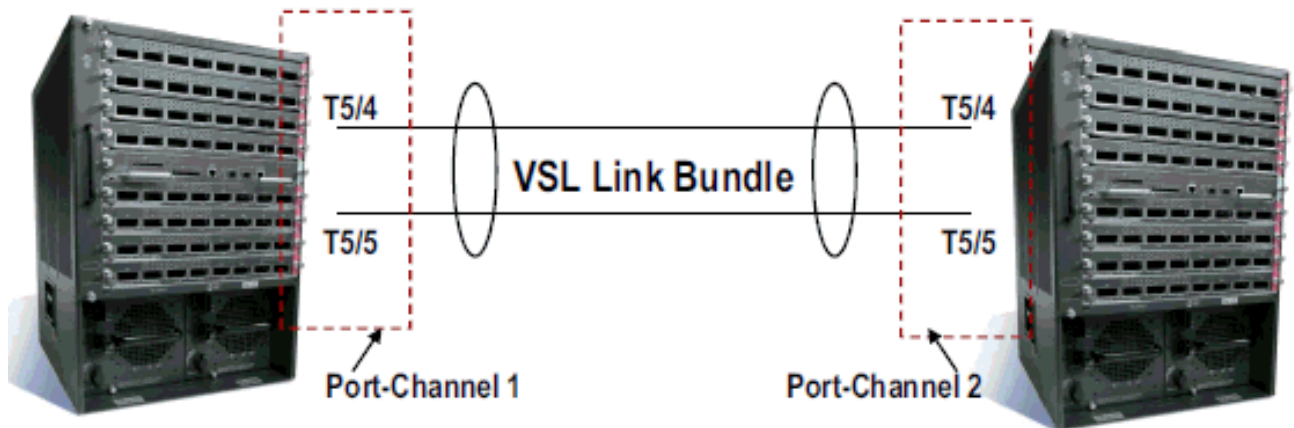 T5/4
T5/4
VSL Link Bundle
T5/5
T5/5
Port-Channel 1
Port-Channel 2